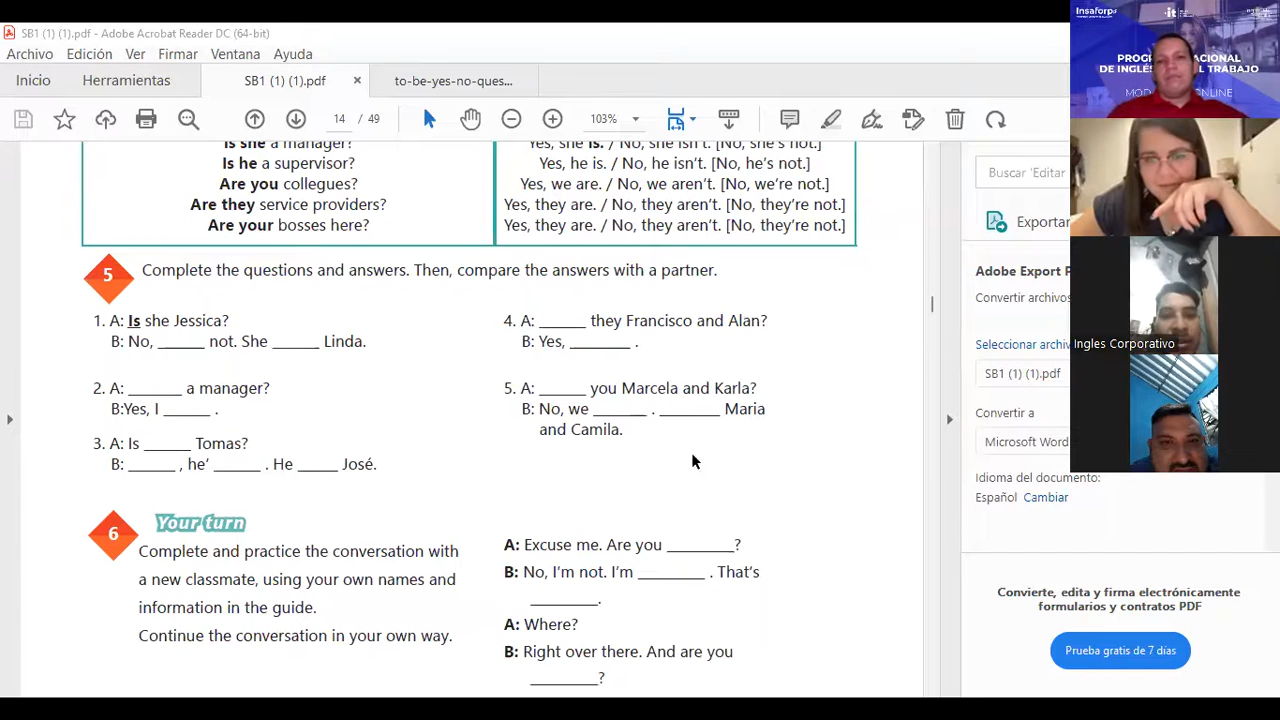 SB1 (1) (1).pdf - Adobe Acrobat Reader DC (64-bit)
Archivo Edición Ver Firmar Ventana Ayuda
Inicio Herramientas SB1 (1) (1).pdf × to-be-yes-no-ques...
14 / 49 103%
Is she a manager? Yes, she is. / No, she isn't. [No, she's not.]
Is he a supervisor? Yes, he is. / No, he isn't. [No, he's not.]
Are you collegues? Yes, we are. / No, we aren't. [No, we're not.]
Are they service providers? Yes, they are. / No, they aren't. [No, they're not.]
Are your bosses here? Yes, they are. / No, they aren't. [No, they're not.]
5 Complete the questions and answers. Then, compare the answers with a partner.
1. A: Is she Jessica?
B: No, ______ not. She ______ Linda.
2. A: _______ a manager?
B:Yes, I ______ .
3. A: Is ______ Tomas?
B: ______ , he‘ ______ . He _____ José.
4. A: ______ they Francisco and Alan?
B: Yes, ________ .
5. A: ______ you Marcela and Karla?
B: No, we _______ . ________ Maria
and Camila.
6 Your turn
Complete and practice the conversation with
a new classmate, using your own names and
information in the guide.
Continue the conversation in your own way.
A: Excuse me. Are you _________?
B: No, I'm not. I'm _________ . That's
_________.
A: Where?
B: Right over there. And are you
_________?
Buscar 'Editar
Exportar
Adobe Export P
Convertir archivos
Seleccionar archiv
SB1 (1) (1).pdf
Convertir a
Microsoft Word
Idioma del documento:
Español Cambiar
Convierte, edita y firma electrónicamente
formularios y contratos PDF
Prueba gratis de 7 días
Insaforp
it
Ingles Corporativo